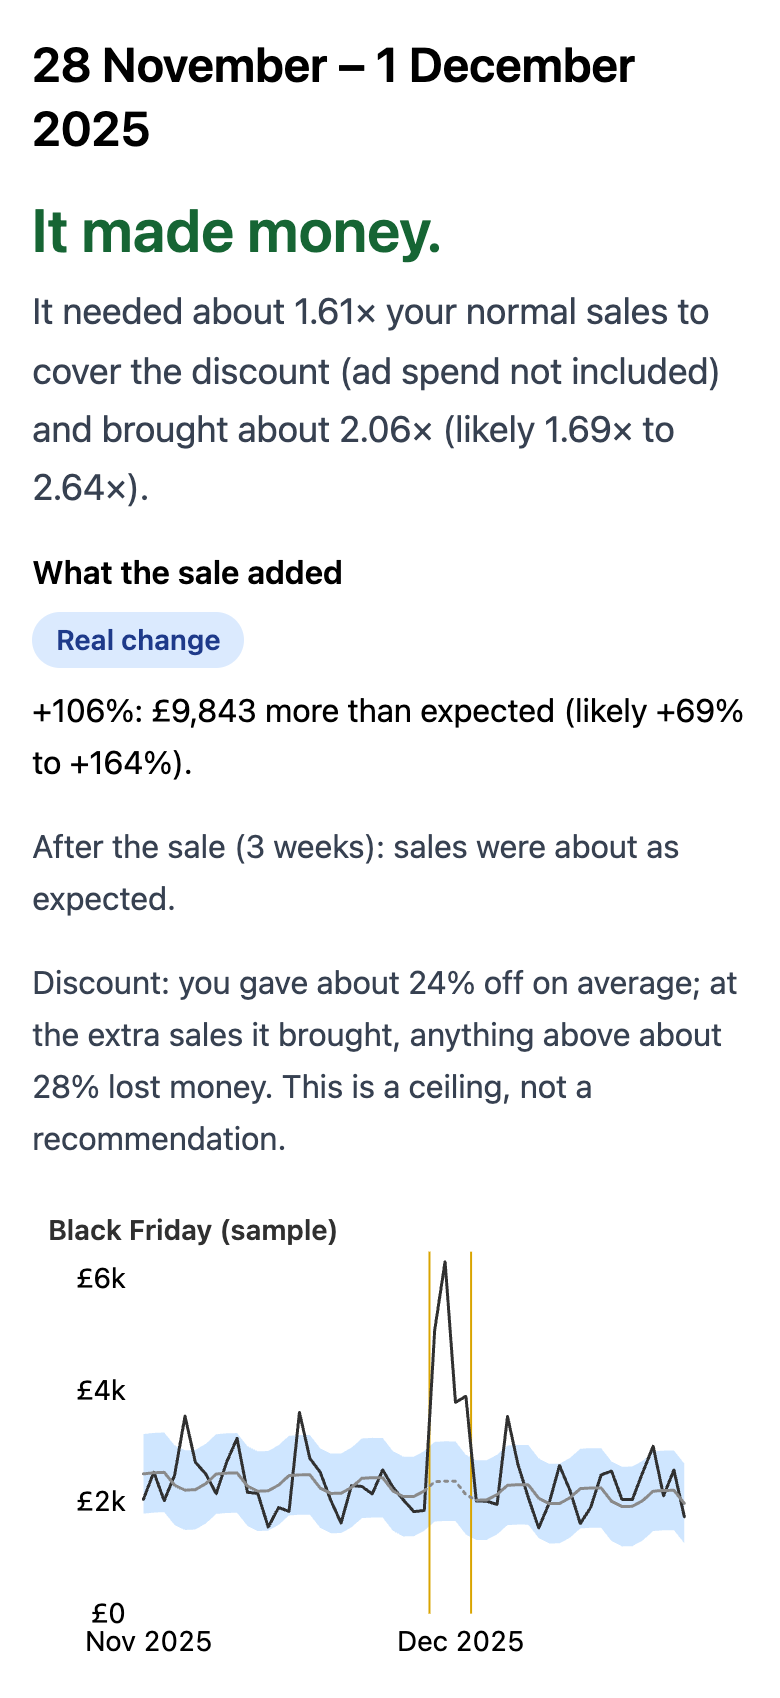 28 November – 1 December
2025
It made money.
It needed about 1.61× your normal sales to
cover the discount (ad spend not included)
and brought about 2.06× (likely 1.69× to
2.64×).
What the sale added
Real change
+106%: £9,843 more than expected (likely +69%
to +164%).
After the sale (3 weeks): sales were about as
expected.
Discount: you gave about 24% off on average; at
the extra sales it brought, anything above about
28% lost money. This is a ceiling, not a
recommendation.
Black Friday (sample)
£6k
£4k
£2k
£0
Nov 2025 Dec 2025